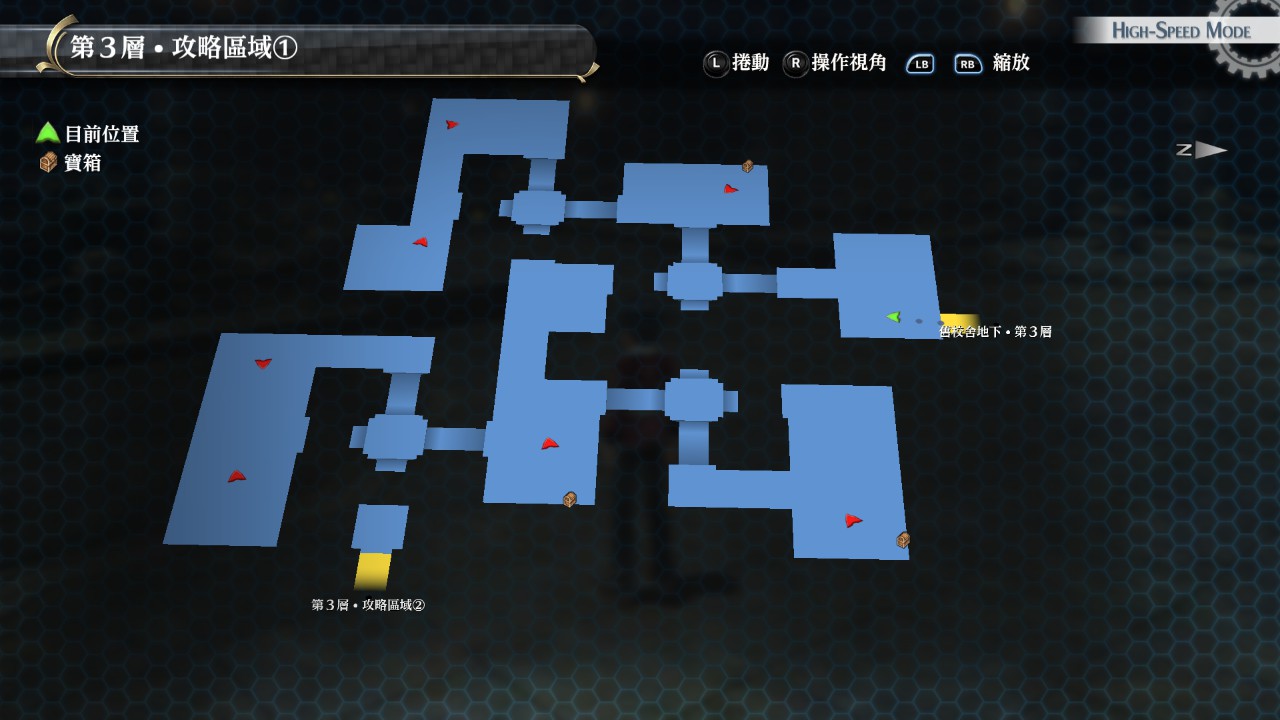 第３層・攻略區域①
HIGH-SPEED MODE
L 捲動 R 操作視角 LB RB 縮放
目前位置
寶箱
Z
舊校舍地下・第３層
第３層・攻略區域②